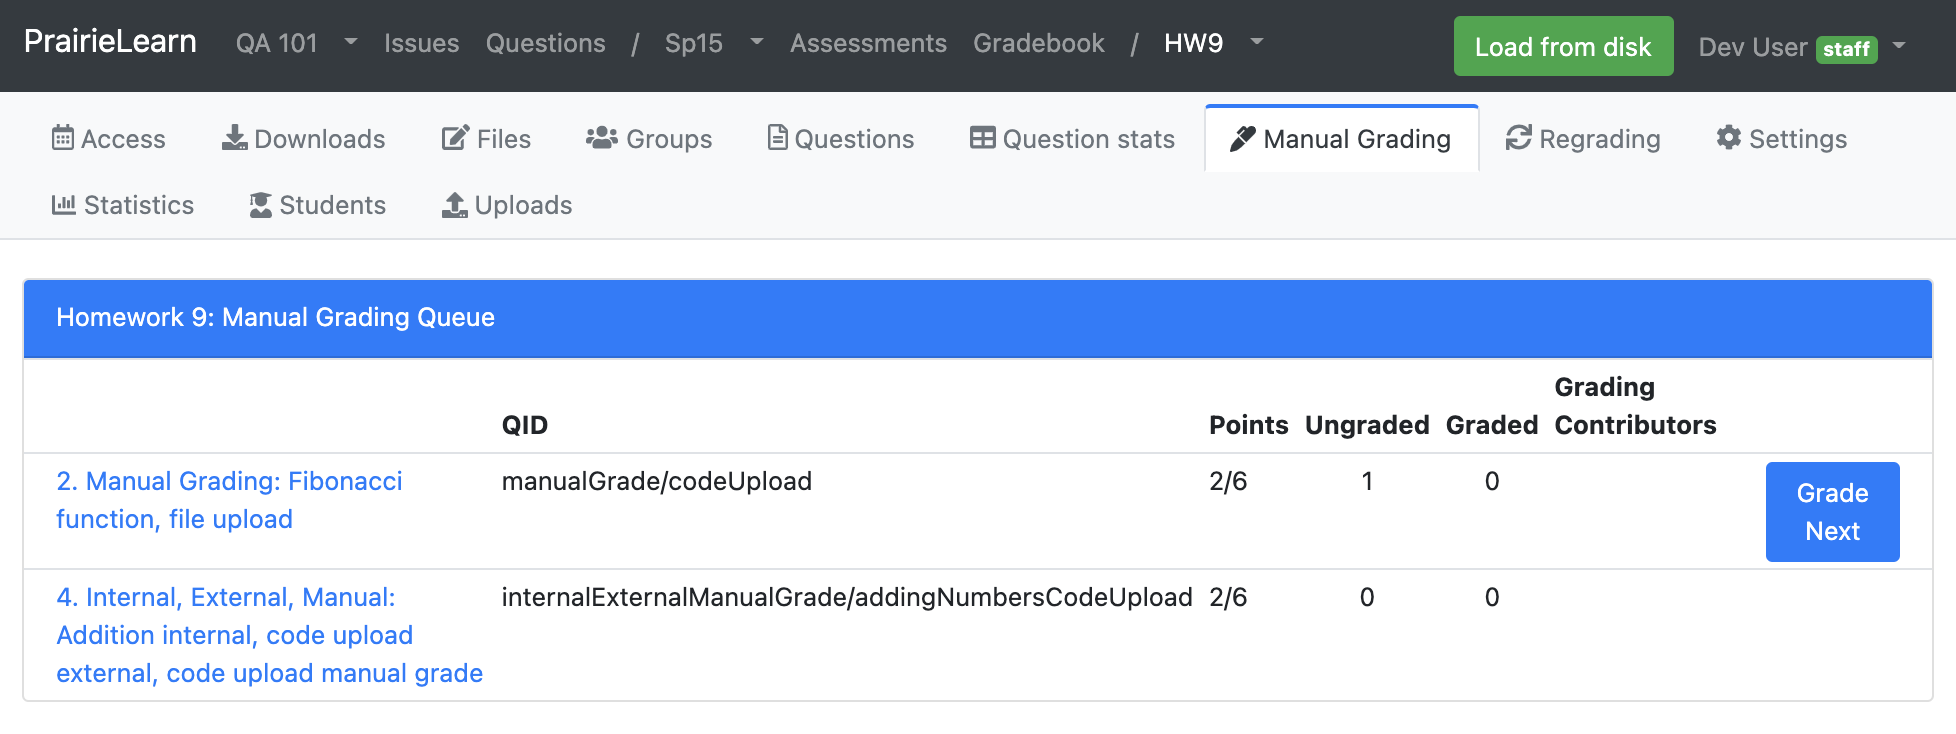 PrairieLearn QA 101 Issues Questions / Sp15 Assessments Gradebook / HW9 Load from disk Dev User staff
Access Downloads Files Groups Questions Question stats Manual Grading Regrading Settings
Statistics Students Uploads
Homework 9: Manual Grading Queue
QID Points Ungraded Graded Grading Contributors
2. Manual Grading: Fibonacci
function, file upload
manualGrade/codeUpload 2/6 1 0
Grade
Next
4. Internal, External, Manual:
Addition internal, code upload
external, code upload manual grade
internalExternalManualGrade/addingNumbersCodeUpload 2/6 0 0